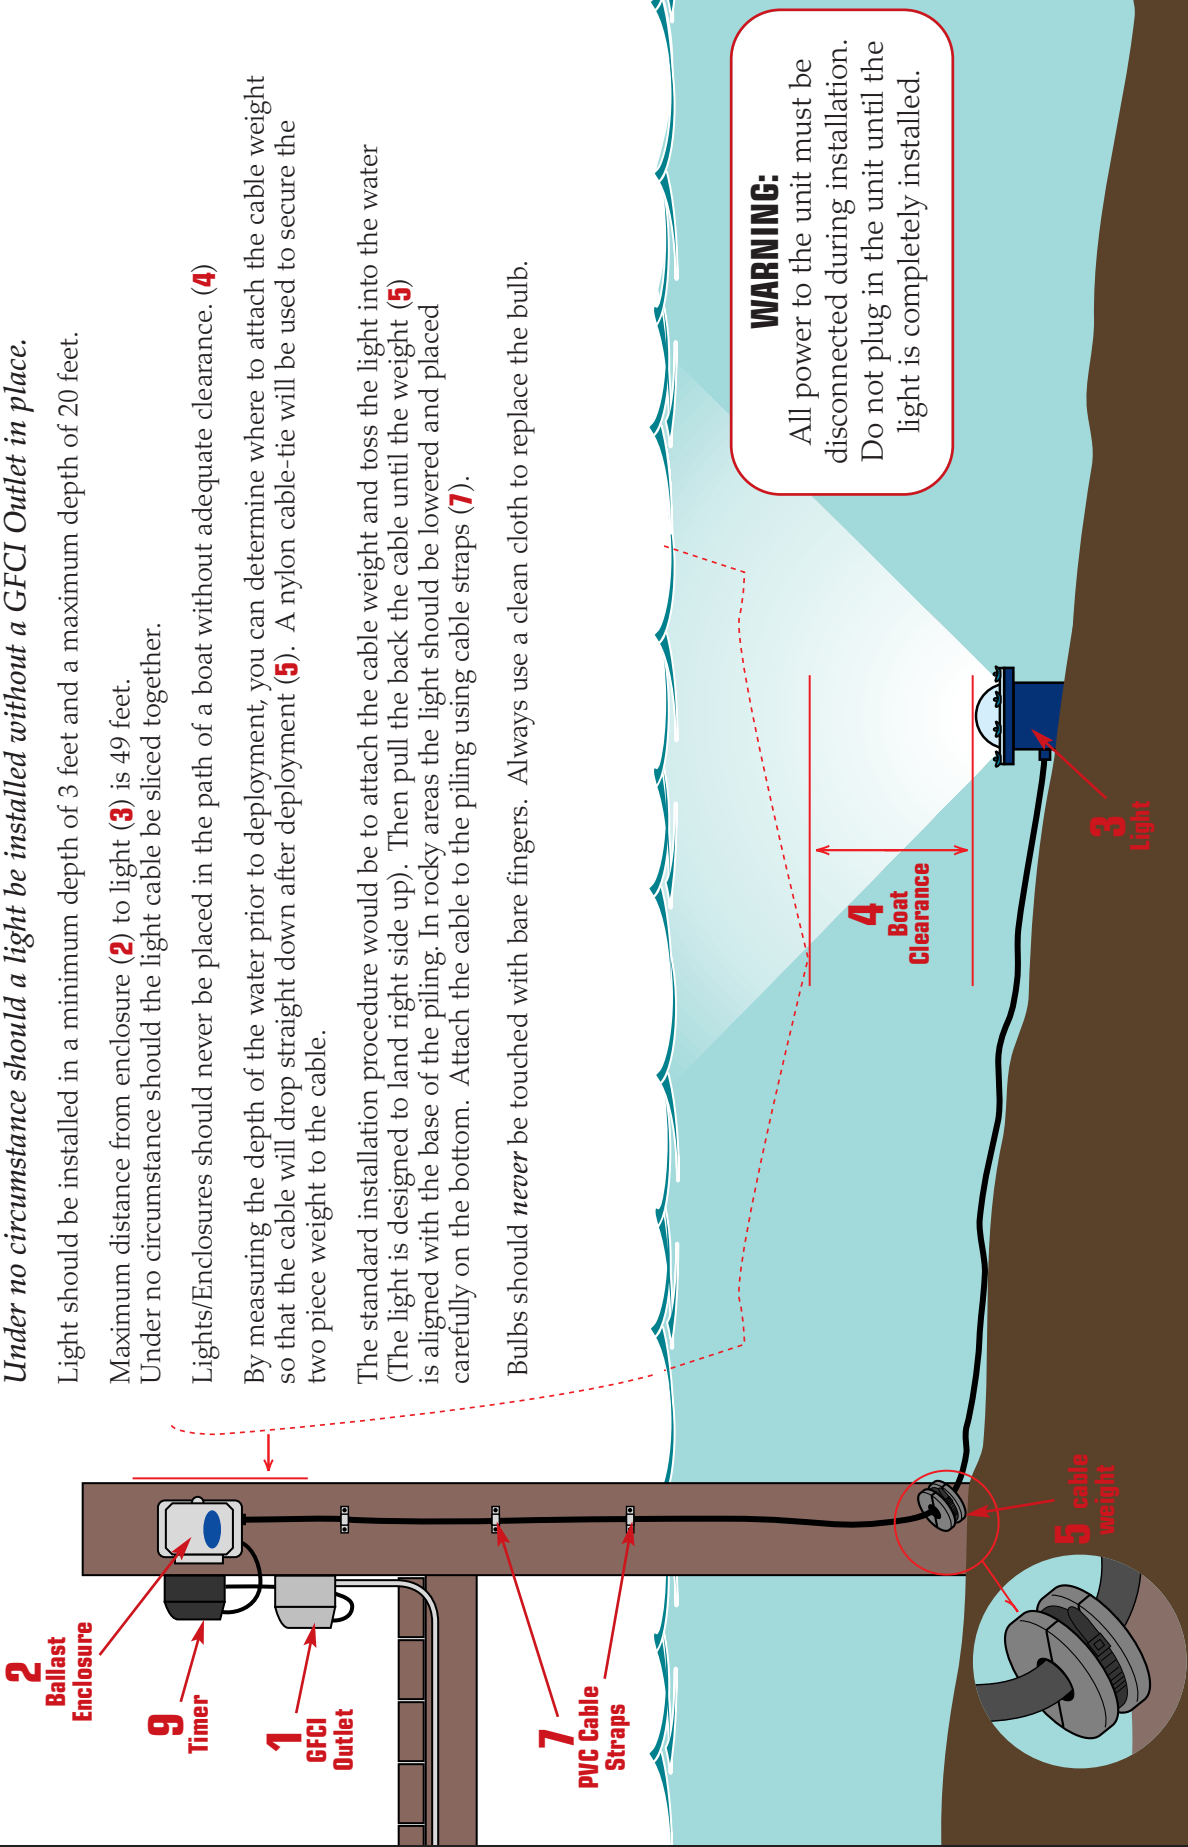 Under no circumstance should a light be installed without a GFCI Outlet in place.
Light should be installed in a minimum depth of 3 feet and a maximum depth of 20 feet.
Maximum distance from enclosure (2) to light (3) is 49 feet.
Under no circumstance should the light cable be sliced together.
Lights/Enclosures should never be placed in the path of a boat without adequate clearance. (4)
By measuring the depth of the water prior to deployment, you can determine where to attach the cable weight
so that the cable will drop straight down after deployment (5). A nylon cable-tie will be used to secure the
two piece weight to the cable.
The standard installation procedure would be to attach the cable weight and toss the light into the water
(The light is designed to land right side up). Then pull the back the cable until the weight (5)
is aligned with the base of the piling. In rocky areas the light should be lowered and placed
carefully on the bottom. Attach the cable to the piling using cable straps (7).
Bulbs should never be touched with bare fingers. Always use a clean cloth to replace the bulb.
2
Ballast
Enclosure
9
Timer
1
GFCI
Outlet
7
PVC Cable
Straps
WARNING:
All power to the unit must be
disconnected during installation.
Do not plug in the unit until the
light is completely installed.
4
Boat
Clearance
3
Light
5 cable
weight